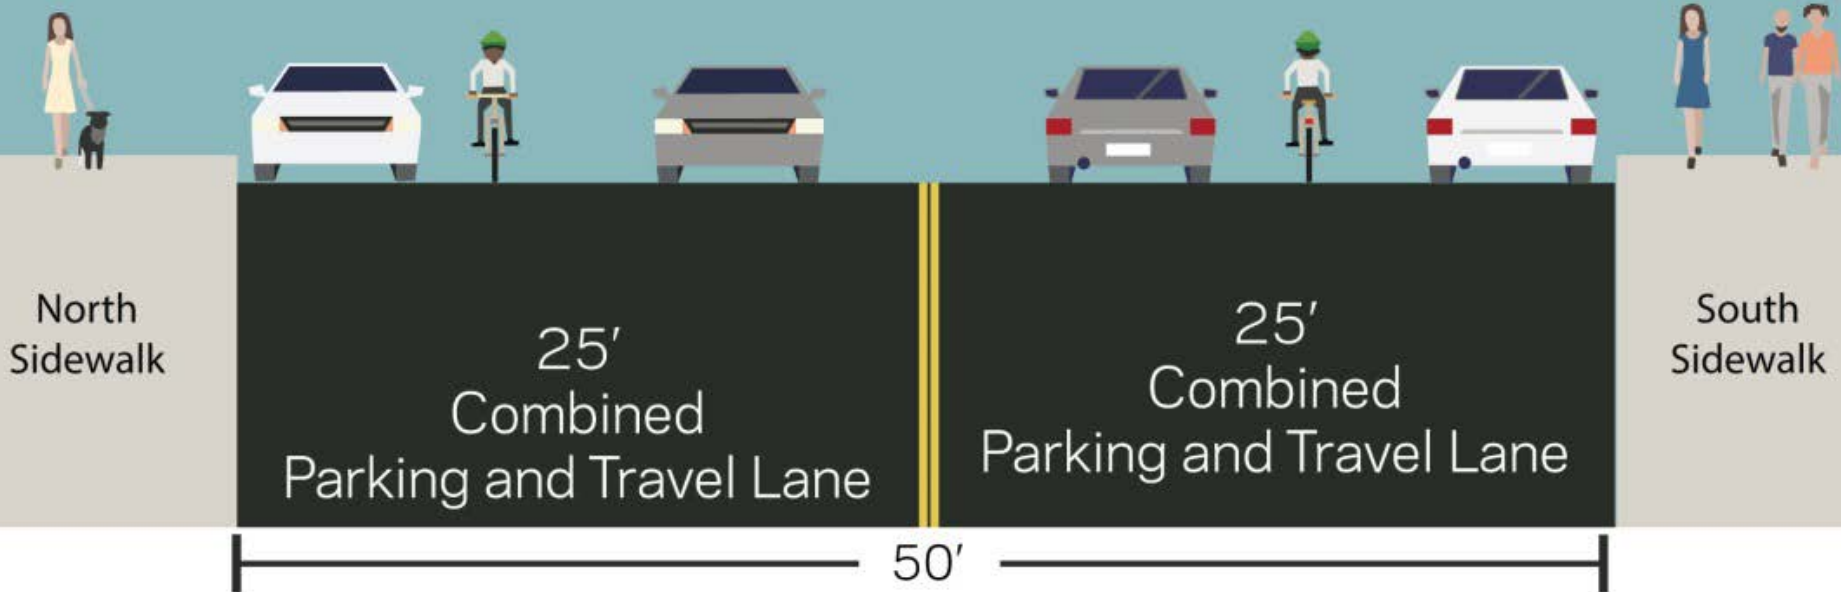 North
Sidewalk
25′
Combined
Parking and Travel Lane
25′
Combined
Parking and Travel Lane
South
Sidewalk
50′